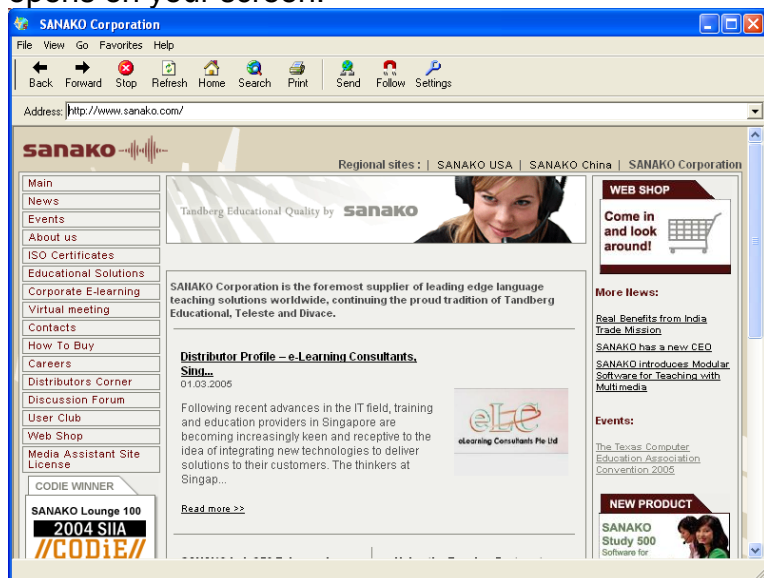 opens on your screen.
SANAKO Corporation
File View Go Favorites Help
Back Forward Stop Refresh Home Search Print Send Follow Settings
Address: http://www.sanako.com/
sanako
Regional sites : | SANAKO USA | SANAKO China | SANAKO Corporation
Main
News
Events
About us
ISO Certificates
Educational Solutions
Corporate E-learning
Virtual meeting
Contacts
How To Buy
Careers
Distributors Corner
Discussion Forum
User Club
Web Shop
Media Assistant Site
License
CODIE WINNER
SANAKO Lounge 100
2004 SIIA
//CODiE//
Tandberg Educational Quality by sanako
SANAKO Corporation is the foremost supplier of leading edge language
teaching solutions worldwide, continuing the proud tradition of Tandberg
Educational, Teleste and Divace.
Distributor Profile – e-Learning Consultants,
Sing...
01.03.2005
Following recent advances in the IT field, training
and education providers in Singapore are
becoming increasingly keen and receptive to the
idea of integrating new technologies to deliver
solutions to their customers. The thinkers at
Singap...
Read more >>
eLC
eLearning Consultants Pte Ltd
WEB SHOP
Come in
and look
around!
More News:
Real Benefits from India
Trade Mission
SANAKO has a new CEO
SANAKO introduces Modular
Software for Teaching with
Multimedia
Events:
The Texas Computer
Education Association
Convention 2005
NEW PRODUCT
SANAKO
Study 500
Software for